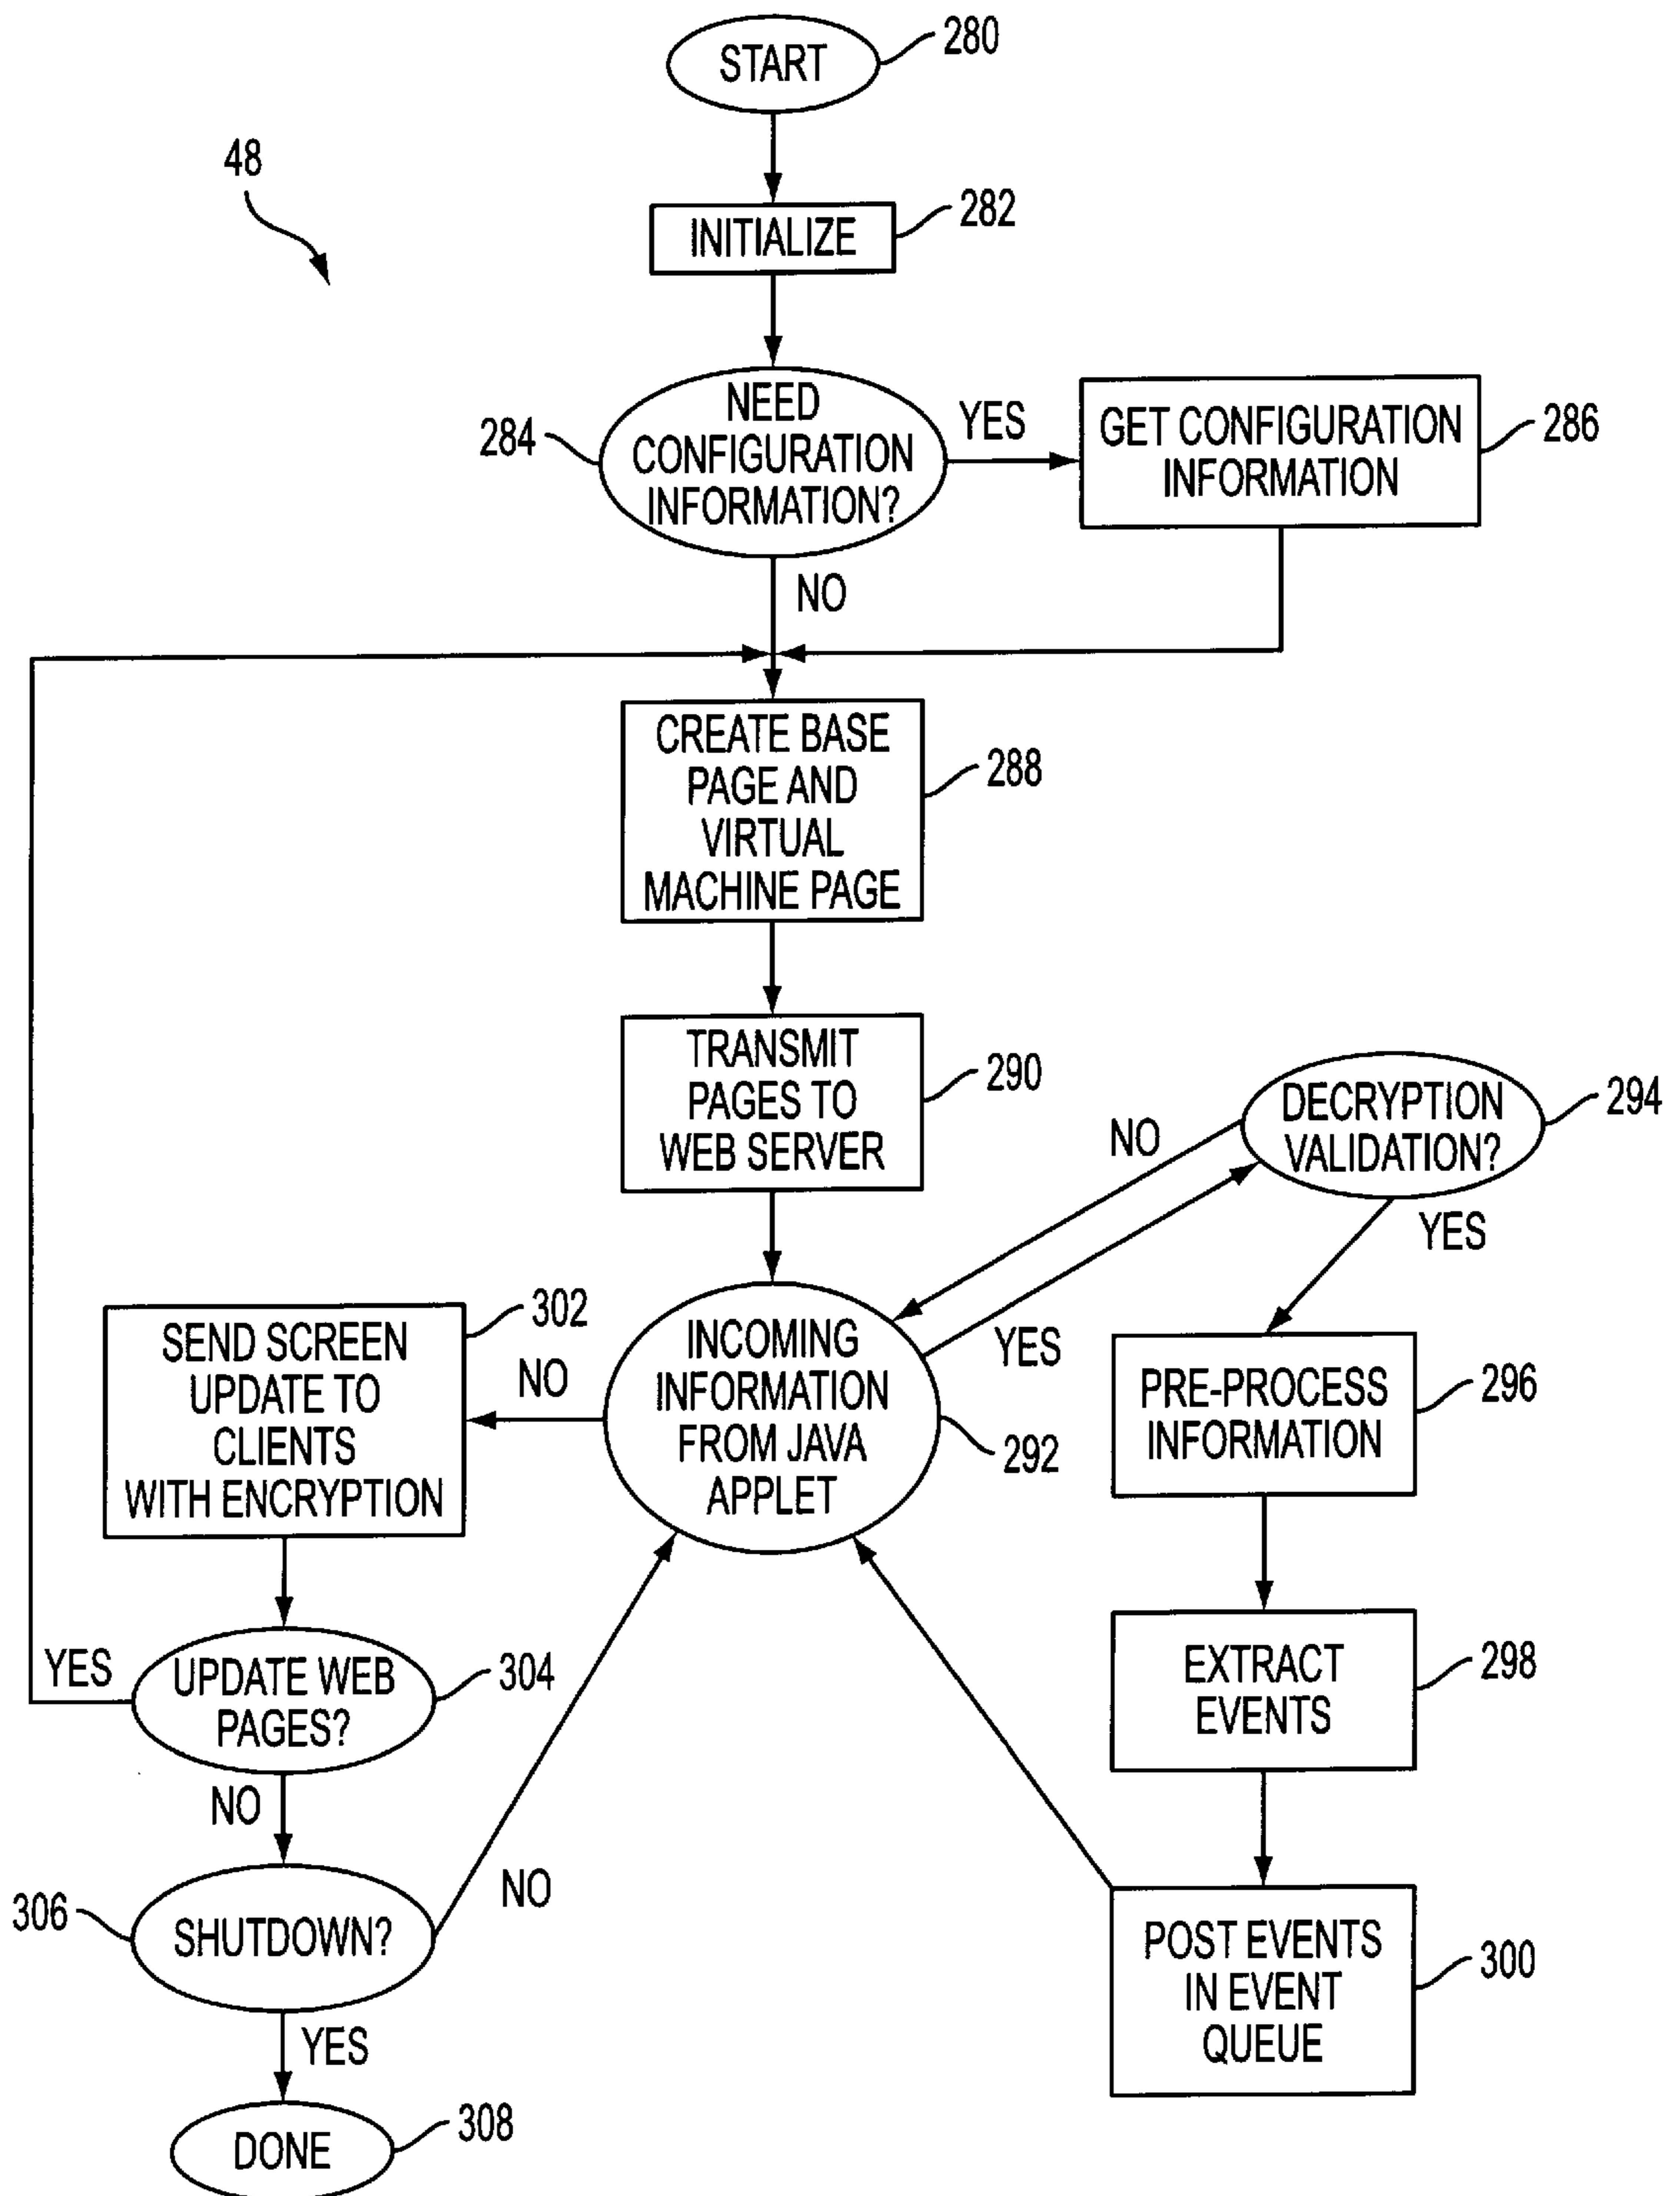 START
280
48
INITIALIZE
282
NEED
CONFIGURATION
INFORMATION?
284
YES
GET CONFIGURATION
INFORMATION
286
NO
CREATE BASE
PAGE AND
VIRTUAL
MACHINE PAGE
288
TRANSMIT
PAGES TO
WEB SERVER
290
DECRYPTION
VALIDATION?
294
NO
YES
YES
INCOMING
INFORMATION
FROM JAVA
APPLET
292
NO
SEND SCREEN
UPDATE TO
CLIENTS
WITH ENCRYPTION
302
PRE-PROCESS
INFORMATION
296
EXTRACT
EVENTS
298
YES
UPDATE WEB
PAGES?
304
NO
NO
306
SHUTDOWN?
POST EVENTS
IN EVENT
QUEUE
300
YES
DONE
308